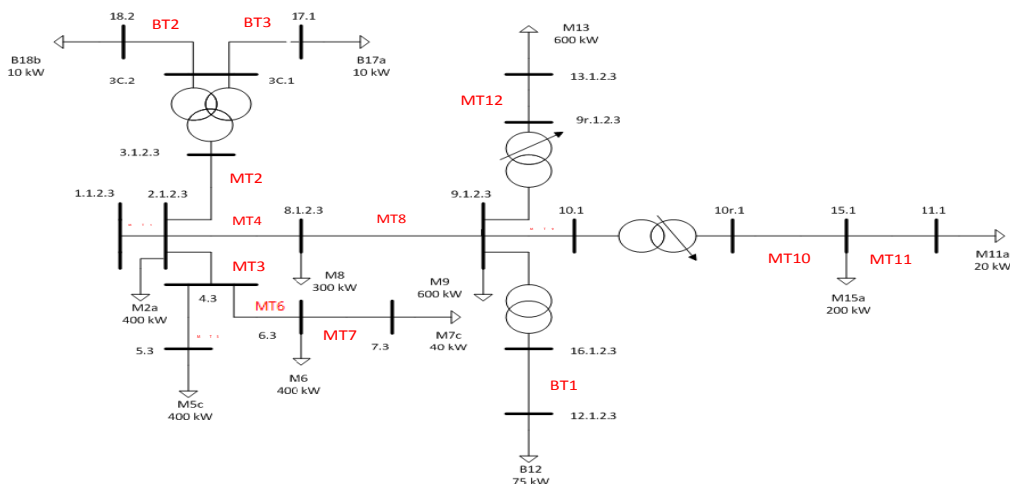 18.2
BT2
BT3
17.1
B18b
10 kW
B17a
10 kW
3C.2
3C.1
M13
600 kW
13.1.2.3
MT12
9r.1.2.3
3.1.2.3
MT2
1.1.2.3
2.1.2.3
MT4
8.1.2.3
MT8
9.1.2.3
10.1
10r.1
15.1
11.1
MT10
MT11
M11a
20 kW
M15a
200 kW
M8
300 kW
M9
600 kW
M2a
400 kW
MT3
4.3
MT6
6.3
MT7
7.3
M7c
40 kW
5.3
M6
400 kW
M5c
400 kW
16.1.2.3
BT1
12.1.2.3
B12
75 kW